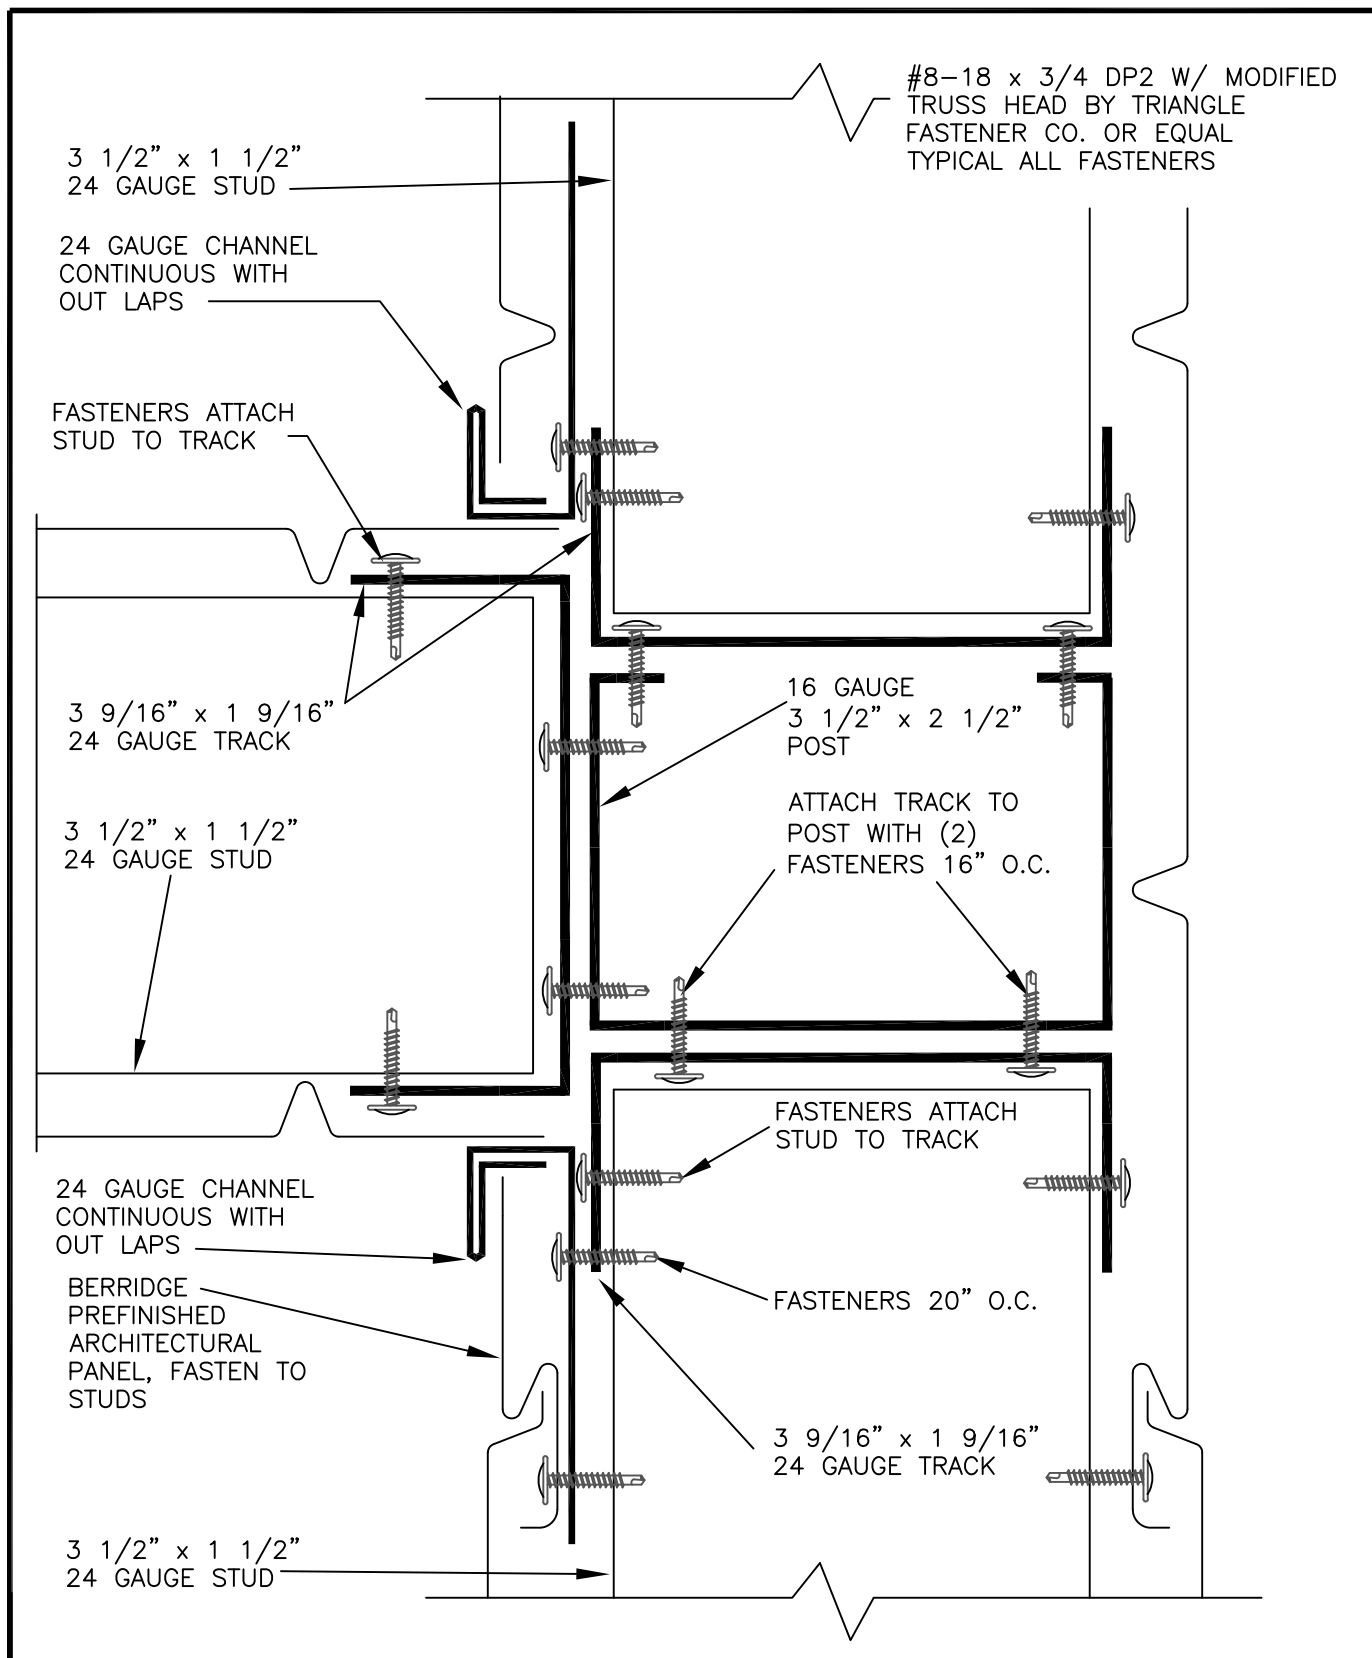 #8-18 x 3/4 DP2 W/ MODIFIED
TRUSS HEAD BY TRIANGLE
FASTENER CO. OR EQUAL
TYPICAL ALL FASTENERS
3 1/2" x 1 1/2"
24 GAUGE STUD
24 GAUGE CHANNEL
CONTINUOUS WITH
OUT LAPS
FASTENERS ATTACH
STUD TO TRACK
3 9/16" x 1 9/16"
24 GAUGE TRACK
16 GAUGE
3 1/2" x 2 1/2"
POST
ATTACH TRACK TO
POST WITH (2)
FASTENERS 16" O.C.
3 1/2" x 1 1/2"
24 GAUGE STUD
FASTENERS ATTACH
STUD TO TRACK
24 GAUGE CHANNEL
CONTINUOUS WITH
OUT LAPS
BERRIDGE
PREFINISHED
ARCHITECTURAL
PANEL, FASTEN TO
STUDS
FASTENERS 20" O.C.
3 9/16" x 1 9/16"
24 GAUGE TRACK
3 1/2" x 1 1/2"
24 GAUGE STUD